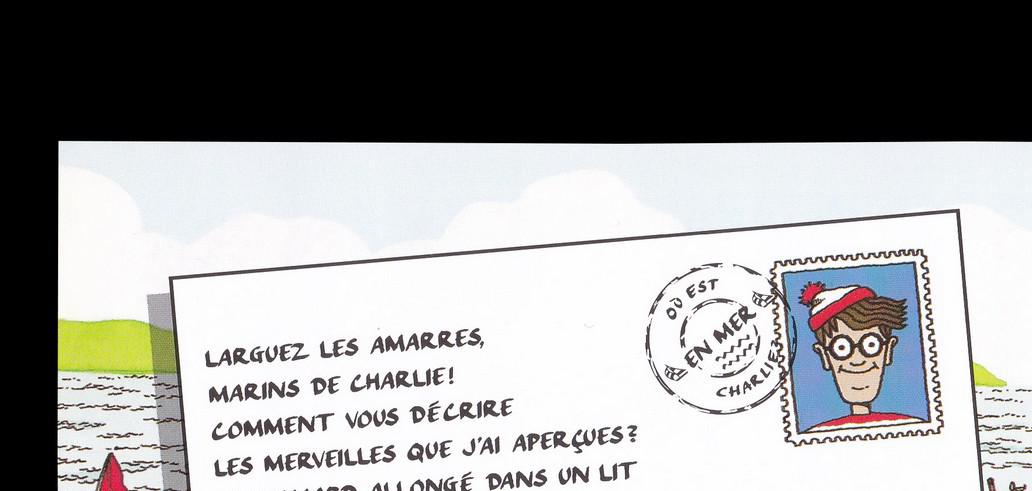 LARGUEZ LES AMARRES,
MARINS DE CHARLIE!
COMMENT VOUS DÉCRIRE
LES MERVEILLES QUE J'AI APERÇUES?
ALLONGÉ DANS UN LIT
OÙ EST
EN MER
CHARLIE